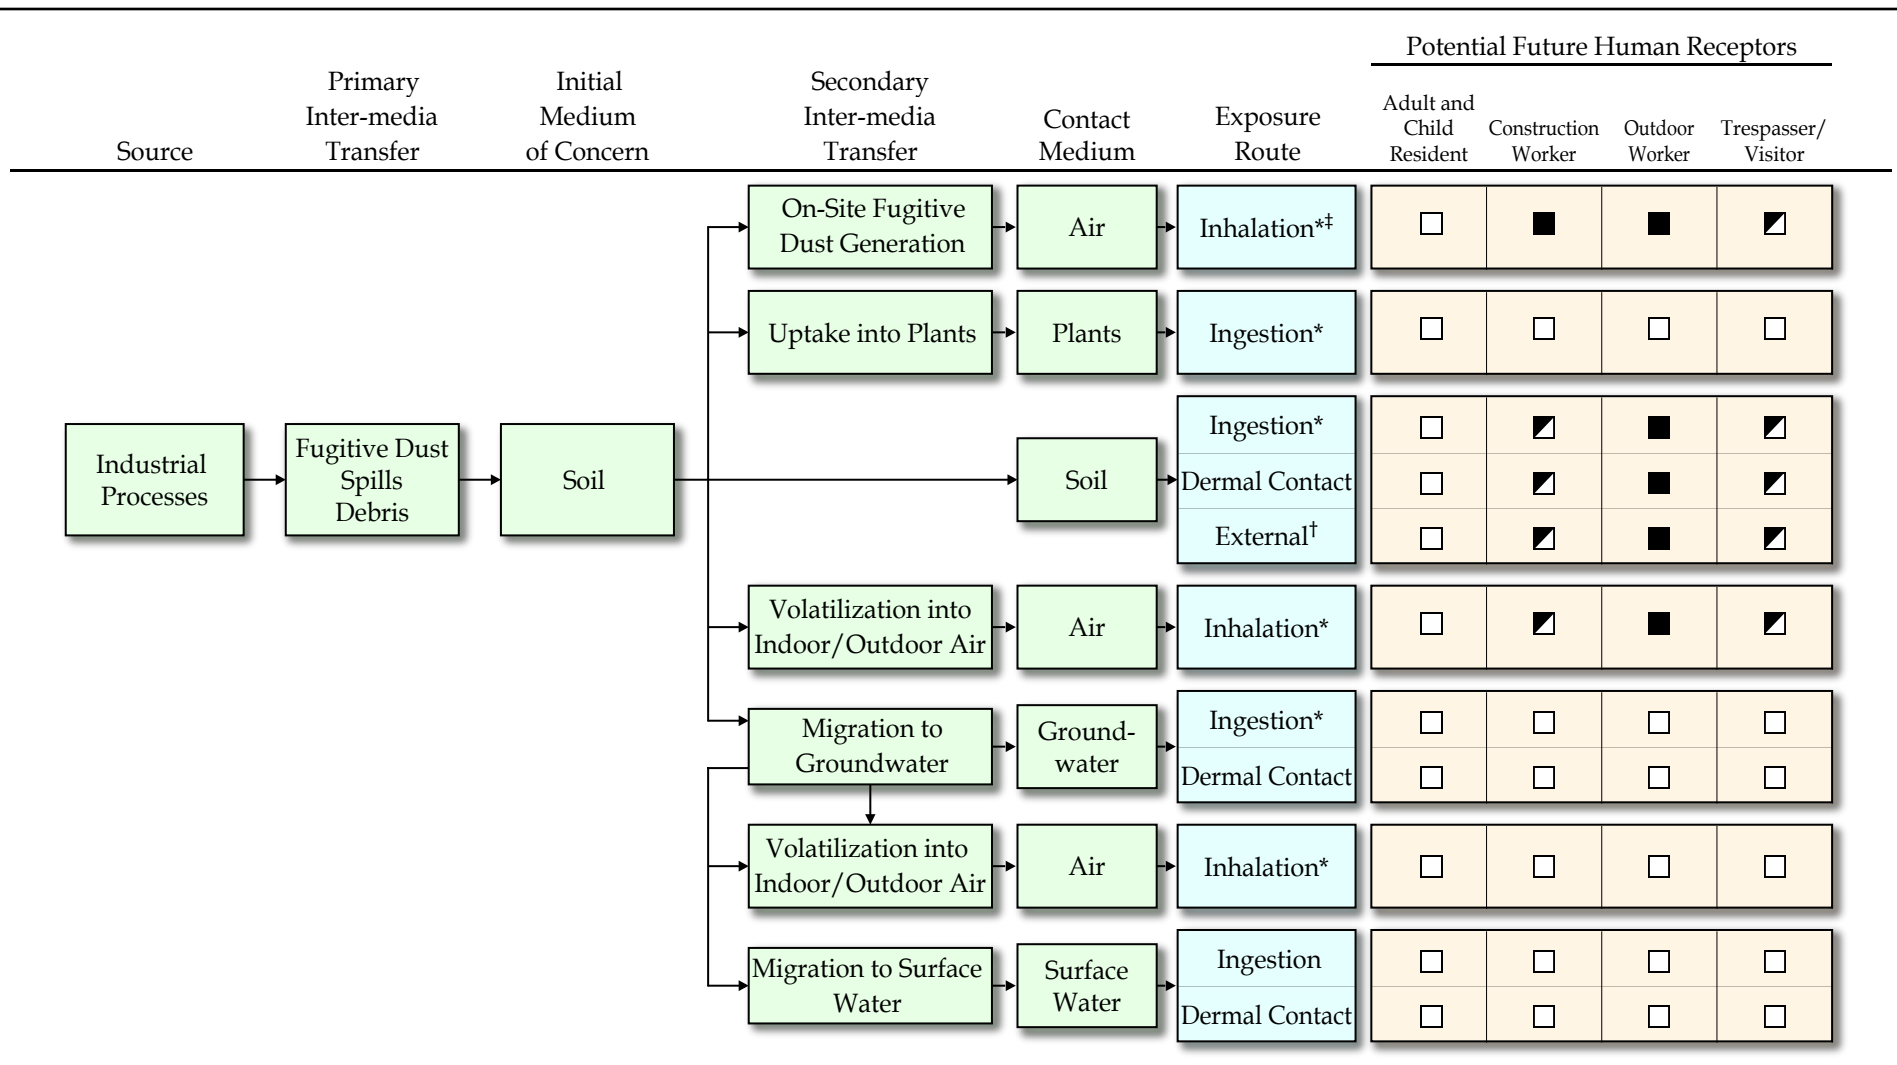 Potential Future Human Receptors
Source
Primary
Inter-media
Transfer
Initial
Medium
of Concern
Secondary
Inter-media
Transfer
Contact
Medium
Exposure
Route
Adult and
Child
Resident
Construction
Worker
Outdoor
Worker
Trespasser/
Visitor
On-Site Fugitive
Dust Generation
Air
Inhalation*‡
Uptake into Plants
Plants
Ingestion*
Industrial
Processes
Fugitive Dust
Spills
Debris
Soil
Soil
Ingestion*
Dermal Contact
External†
Volatilization into
Indoor/Outdoor Air
Air
Inhalation*
Migration to
Groundwater
Ground-
water
Ingestion*
Dermal Contact
Volatilization into
Indoor/Outdoor Air
Air
Inhalation*
Migration to Surface
Water
Surface
Water
Ingestion
Dermal Contact